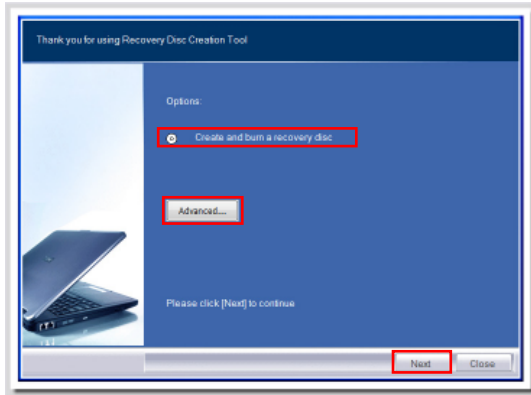 Thank you for using Recovery Disc Creation Tool
Options:
Create and burn a recovery disc
Advanced....
Please click [Next] to continue
Next
Close